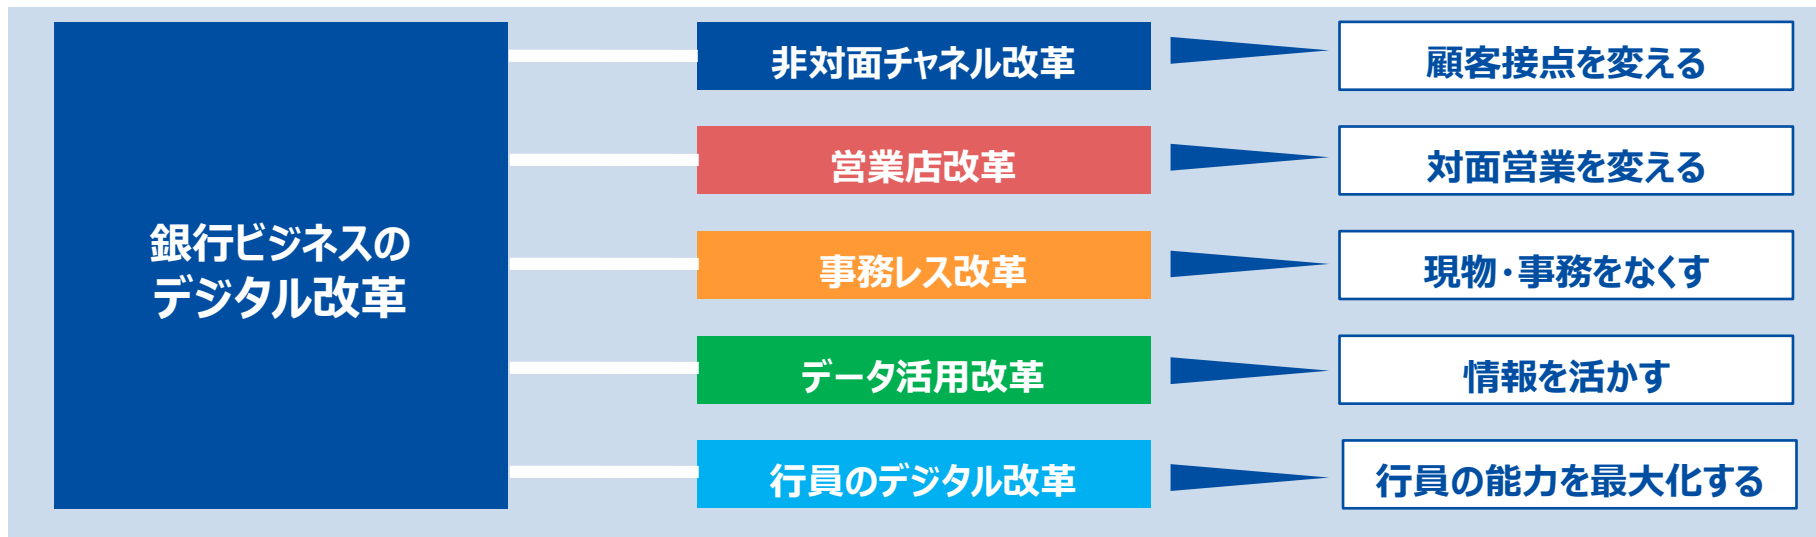 銀行ビジネスの
デジタル改革
非対面チャネル改革
顧客接点を変える
営業店改革
対面営業を変える
事務レス改革
現物・事務をなくす
データ活用改革
情報を活かす
行員のデジタル改革
行員の能力を最大化する